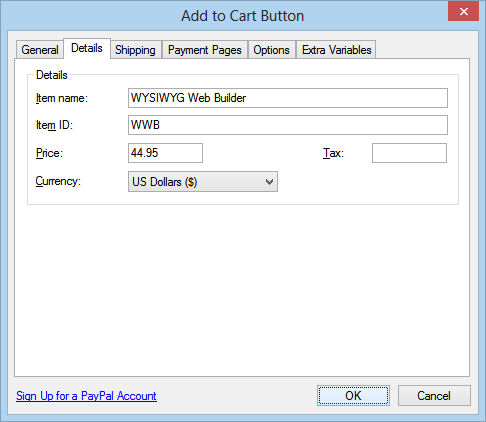 Add to Cart Button
General Details Shipping Payment Pages Options Extra Variables
Details
Item name: WYSIWYG Web Builder
Item ID: WWB
Price: 44.95 Tax:
Currency: US Dollars ($)
Sign Up for a PayPal Account OK Cancel